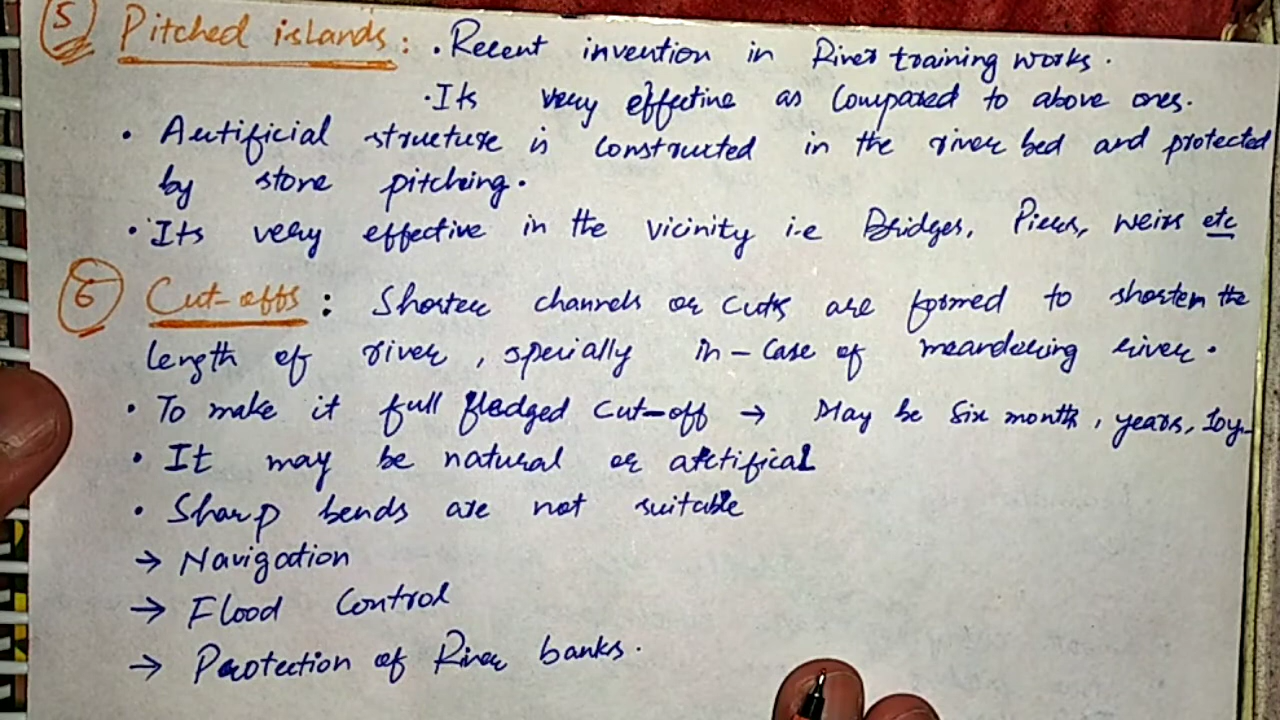 5 Pitched islands: • Recent invention in River training works.
• Its very effective as compared to above ones.
• Artificial structure is constructed in the river bed and protected
by stone pitching.
• Its very effective in the vicinity i.e Bridges, Piers, weirs etc
6 Cut-offs : Shorter channels or cuts are formed to shorten the
length of river, specially in-case of meandering river.
• To make it full fledged cut-off → May be Six month, years, 10y
• It may be natural or artifical
• Sharp bends are not suitable
→ Navigation
→ Flood Control
→ Protection of River banks.